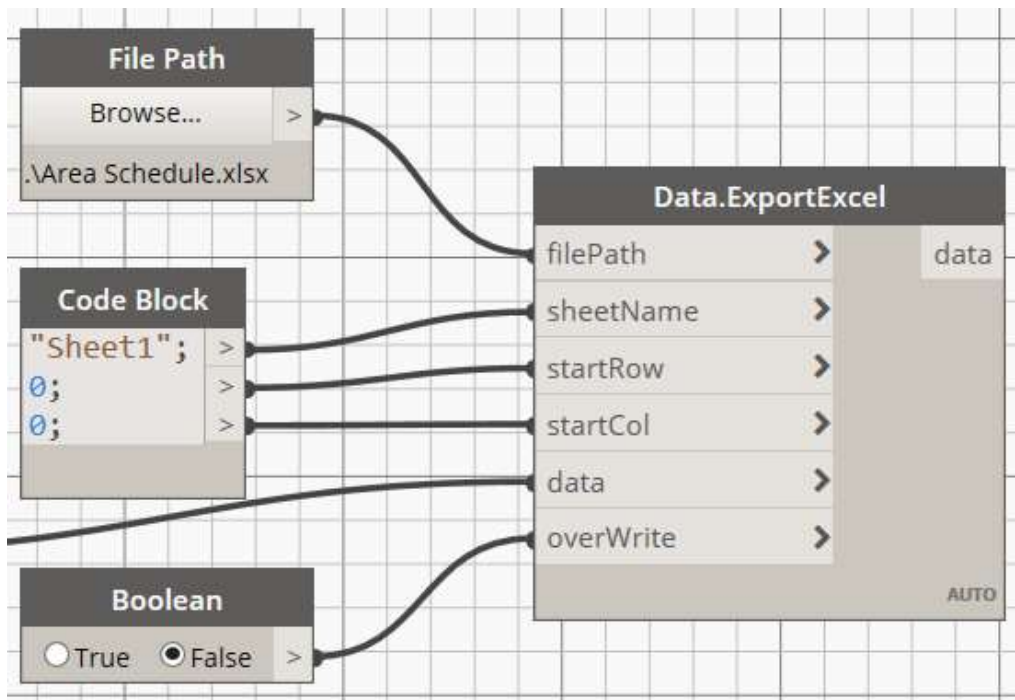 File Path
Browse...
>
.\Area Schedule.xlsx
Code Block
"Sheet1"; >
0; >
0; >
Boolean
True False >
Data.ExportExcel
filePath > data
sheetName >
startRow >
startCol >
data >
overWrite >
AUTO